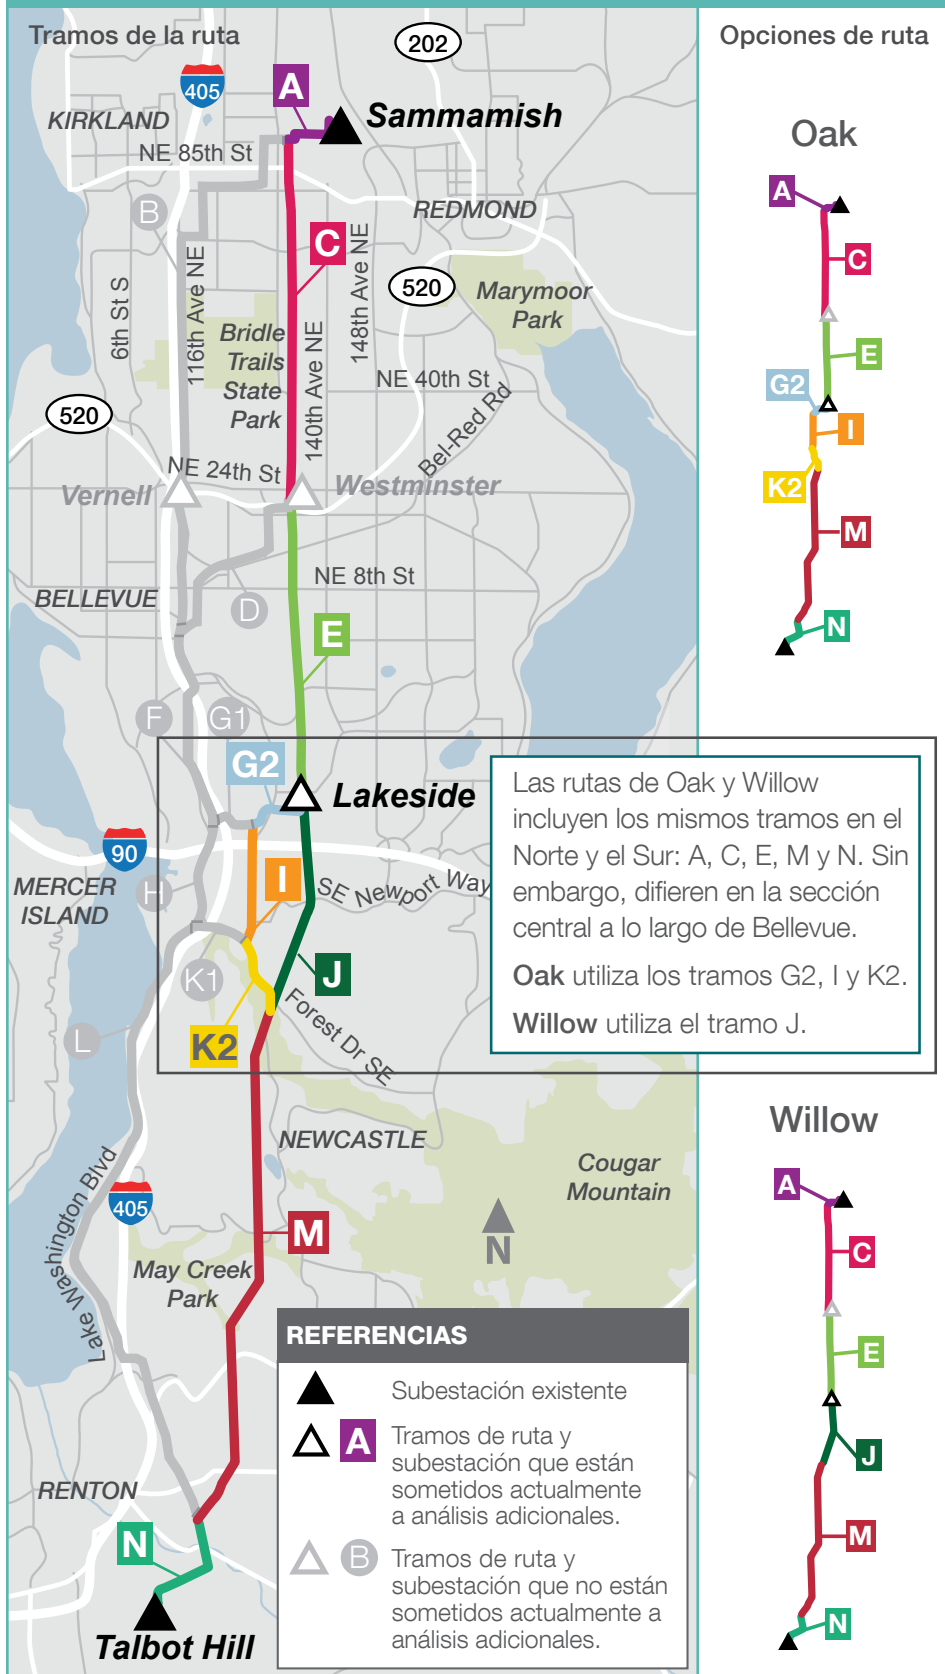 Tramos de la ruta
202
405
A
Sammamish
KIRKLAND
NE 85th St
B
REDMOND
C
116th Ave NE
6th St S
148th Ave NE
520
Marymoor
Park
Bridle
Trails
State
Park
140th Ave NE
NE 40th St
520
Bel-Red Rd
NE 24th St
Vernell
Westminster
NE 8th St
BELLEVUE
D
E
F
G1
G2
Lakeside
90
MERCER
ISLAND
H
I
SE Newport Way
J
K1
K2
Forest Dr SE
L
Las rutas de Oak y Willow
incluyen los mismos tramos en el
Norte y el Sur: A, C, E, M y N. Sin
embargo, difieren en la sección
central a lo largo de Bellevue.
Oak utiliza los tramos G2, I y K2.
Willow utiliza el tramo J.
NEWCASTLE
Cougar
Mountain
Lake Washington Blvd
405
M
N
May Creek
Park
RENTON
N
Talbot Hill
REFERENCIAS
Subestación existente
A
Tramos de ruta y
subestación que están
sometidos actualmente
a análisis adicionales.
B
Tramos de ruta y
subestación que no están
sometidos actualmente a
análisis adicionales.
Opciones de ruta
Oak
A
C
E
G2
I
K2
M
N
Willow
A
C
E
J
M
N